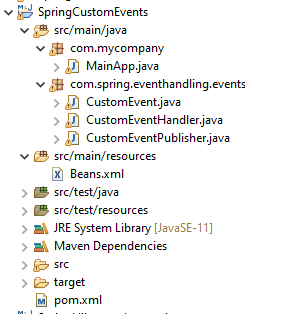 SpringCustomEvents
src/main/java
com.mycompany
MainApp.java
com.spring.eventhandling.events
CustomEvent.java
CustomEventHandler.java
CustomEventPublisher.java
src/main/resources
Beans.xml
src/test/java
src/test/resources
JRE System Library [JavaSE-11]
Maven Dependencies
src
target
pom.xml